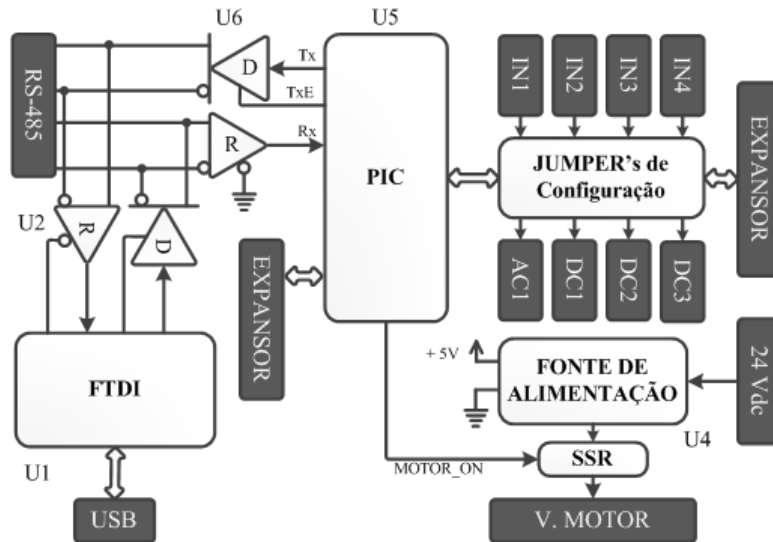 U6
U5
RS-485
D
Tx
TxE
R
Rx
PIC
IN1
IN2
IN3
IN4
JUMPER's de
Configuração
EXPANSOR
AC1
DC1
DC2
DC3
U2
R
D
EXPANSOR
FTDI
U1
USB
+ 5V
FONTE DE
ALIMENTAÇÃO
24 Vdc
U4
MOTOR_ON
SSR
V. MOTOR